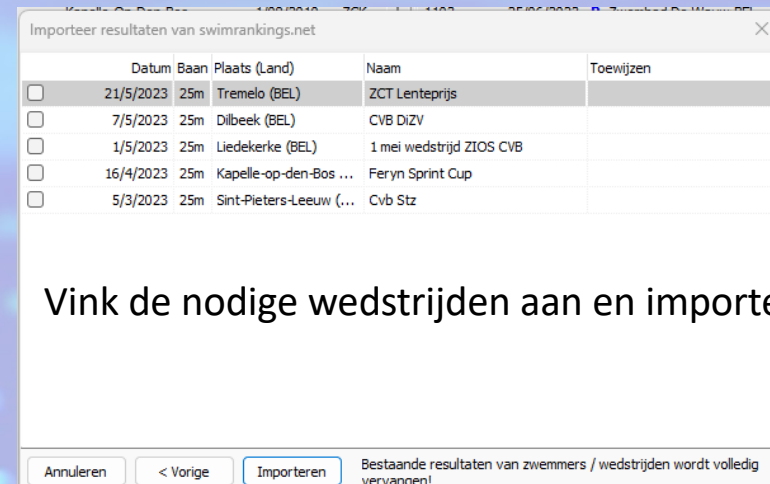 Importeer resultaten van swimrankings.net
Datum Baan Plaats (Land) Naam Toewijzen
21/5/2023 25m Tremelo (BEL) ZCT Lenteprijs
7/5/2023 25m Dilbeek (BEL) CVB DiZV
1/5/2023 25m Liedekerke (BEL) 1 mei wedstrijd ZIOS CVB
16/4/2023 25m Kapelle-op-den-Bos ... Feryn Sprint Cup
5/3/2023 25m Sint-Pieters-Leeuw (... Cvb Stz
Vink de nodige wedstrijden aan en importe
Annuleren < Vorige Importeren Bestaande resultaten van zwemmers / wedstrijden wordt volledig
vervangen!